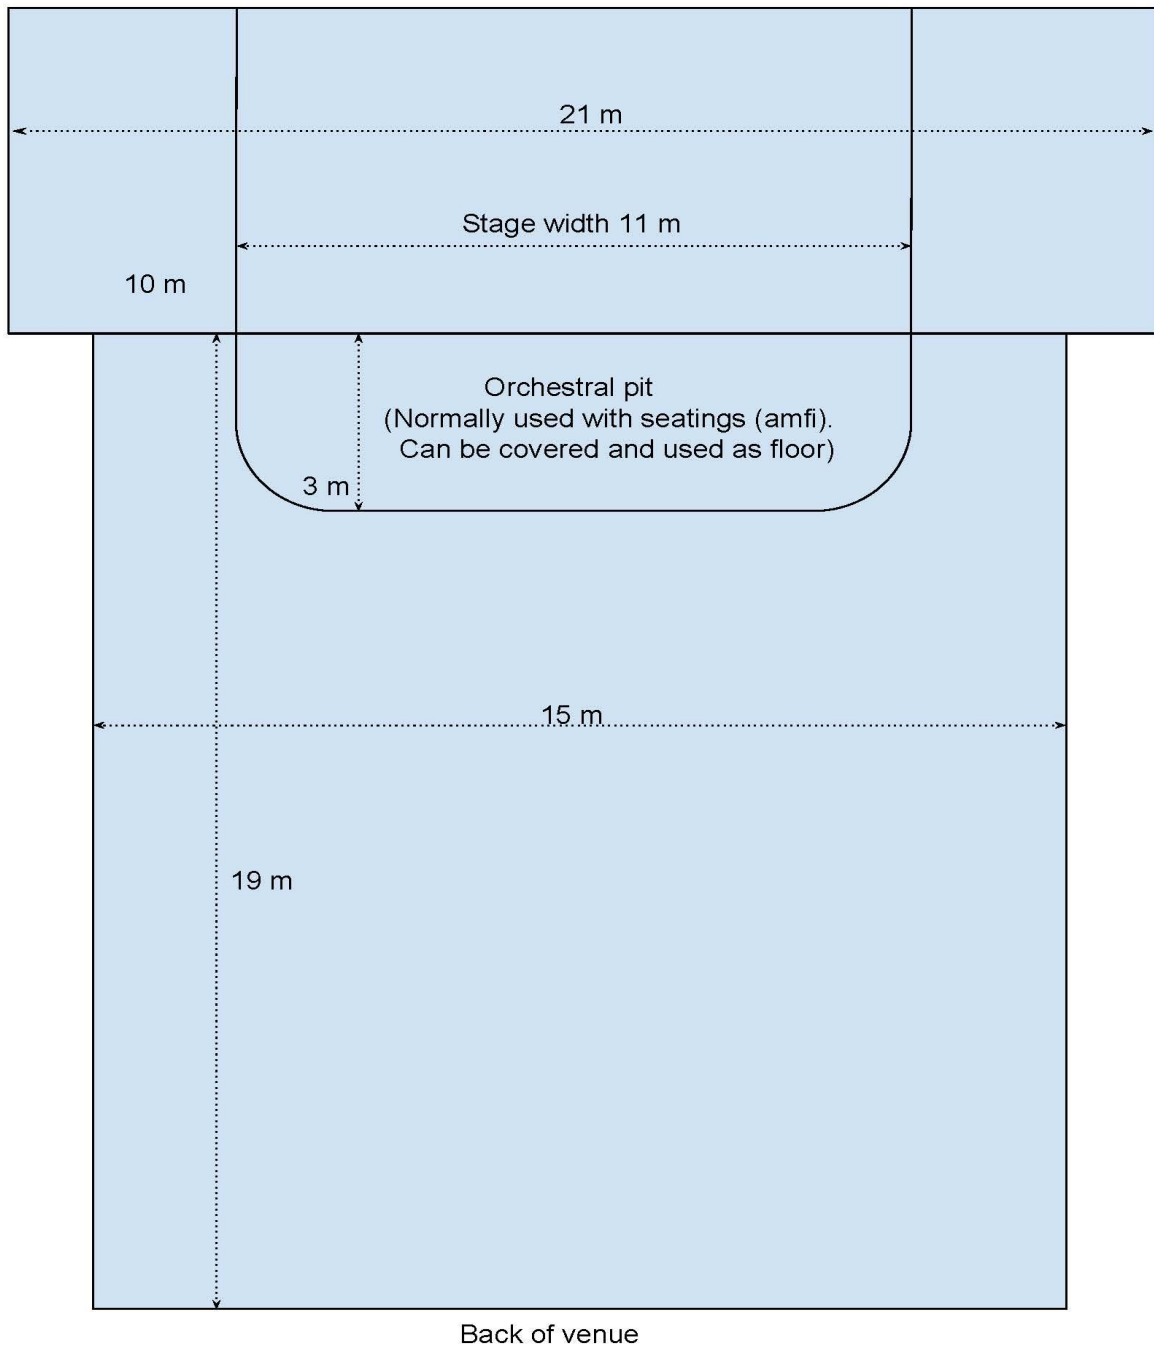 21 m
Stage width 11 m
10 m
Orchestral pit
(Normally used with seatings (amfi).
Can be covered and used as floor)
3 m
15 m
19 m
Back of venue